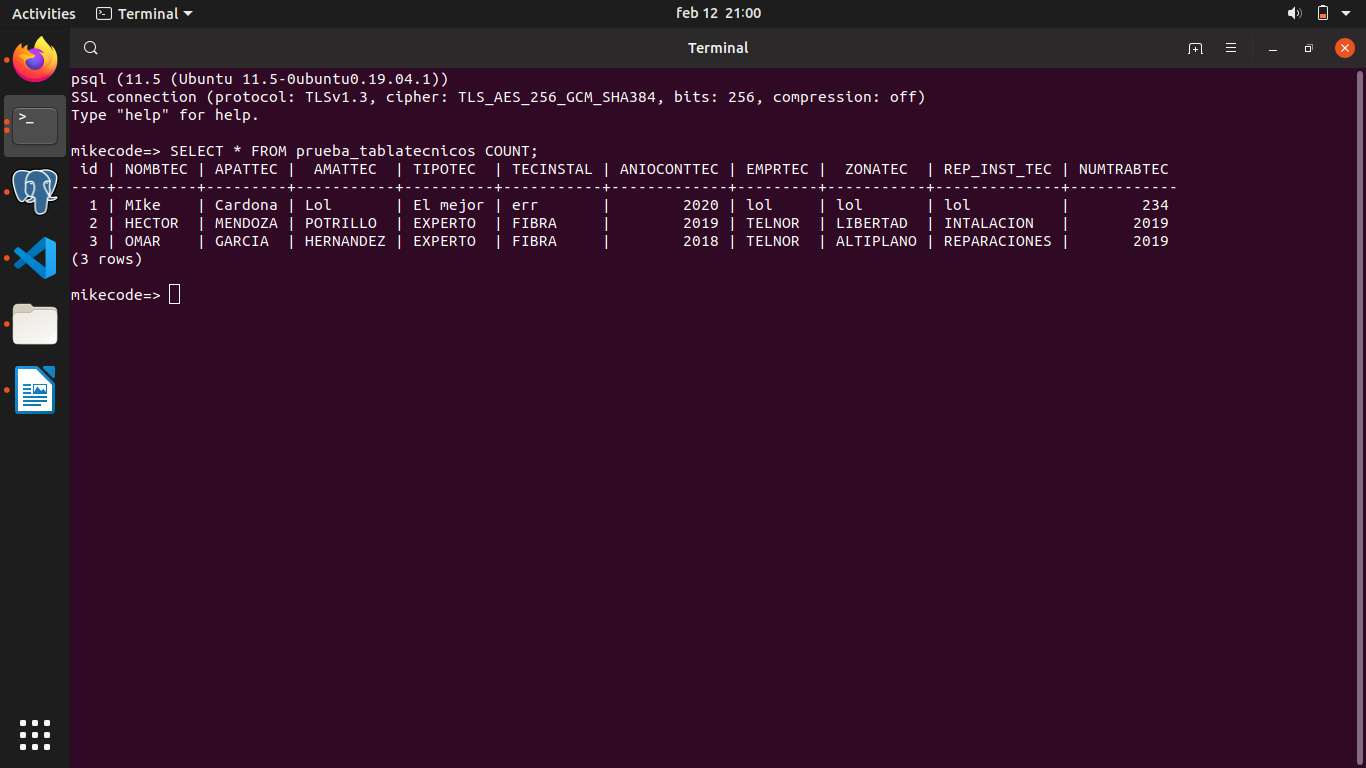 Activities Terminal feb 12 21:00
Terminal
psql (11.5 (Ubuntu 11.5-0ubuntu0.19.04.1))
SSL connection (protocol: TLSv1.3, cipher: TLS_AES_256_GCM_SHA384, bits: 256, compression: off)
Type "help" for help.
mikecode=> SELECT * FROM prueba_tablatecnicos COUNT;
 id | NOMBTEC | APATTEC |  AMATTEC  |  TIPOTEC  | TECINSTAL | ANIOCONTTEC | EMPRTEC |  ZONATEC  | REP_INST_TEC | NUMTRABTEC
----+---------+---------+-----------+-----------+-----------+-------------+---------+-----------+--------------+------------
  1 | MIke    | Cardona | Lol       | El mejor | err       |        2020 | lol     | lol       | lol          |        234
  2 | HECTOR  | MENDOZA | POTRILLO  | EXPERTO  | FIBRA     |        2019 | TELNOR  | LIBERTAD  | INTALACION   |       2019
  3 | OMAR    | GARCIA  | HERNANDEZ | EXPERTO  | FIBRA     |        2018 | TELNOR  | ALTIPLANO | REPARACIONES |       2019
(3 rows)
mikecode=>